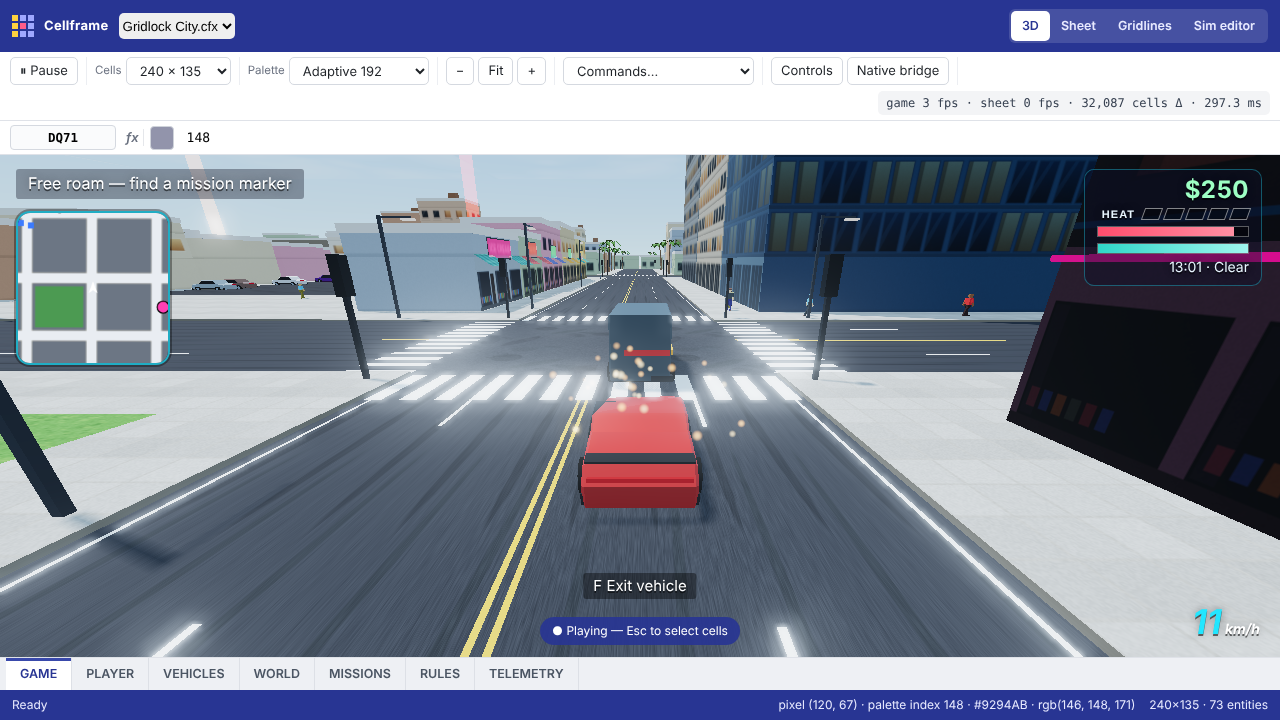 Cellframe
Gridlock City.cfx
3D
Sheet
Gridlines
Sim editor
Pause
Cells
240 × 135
Palette
Adaptive 192
−
Fit
+
Commands...
Controls
Native bridge
game 3 fps · sheet 0 fps · 32,087 cells Δ · 297.3 ms
DQ71
fx
148
Free roam — find a mission marker
$250
HEAT
13:01 · Clear
F Exit vehicle
Playing — Esc to select cells
11 km/h
GAME
PLAYER
VEHICLES
WORLD
MISSIONS
RULES
TELEMETRY
Ready
pixel (120, 67) · palette index 148 · #9294AB · rgb(146, 148, 171)
240×135 · 73 entities